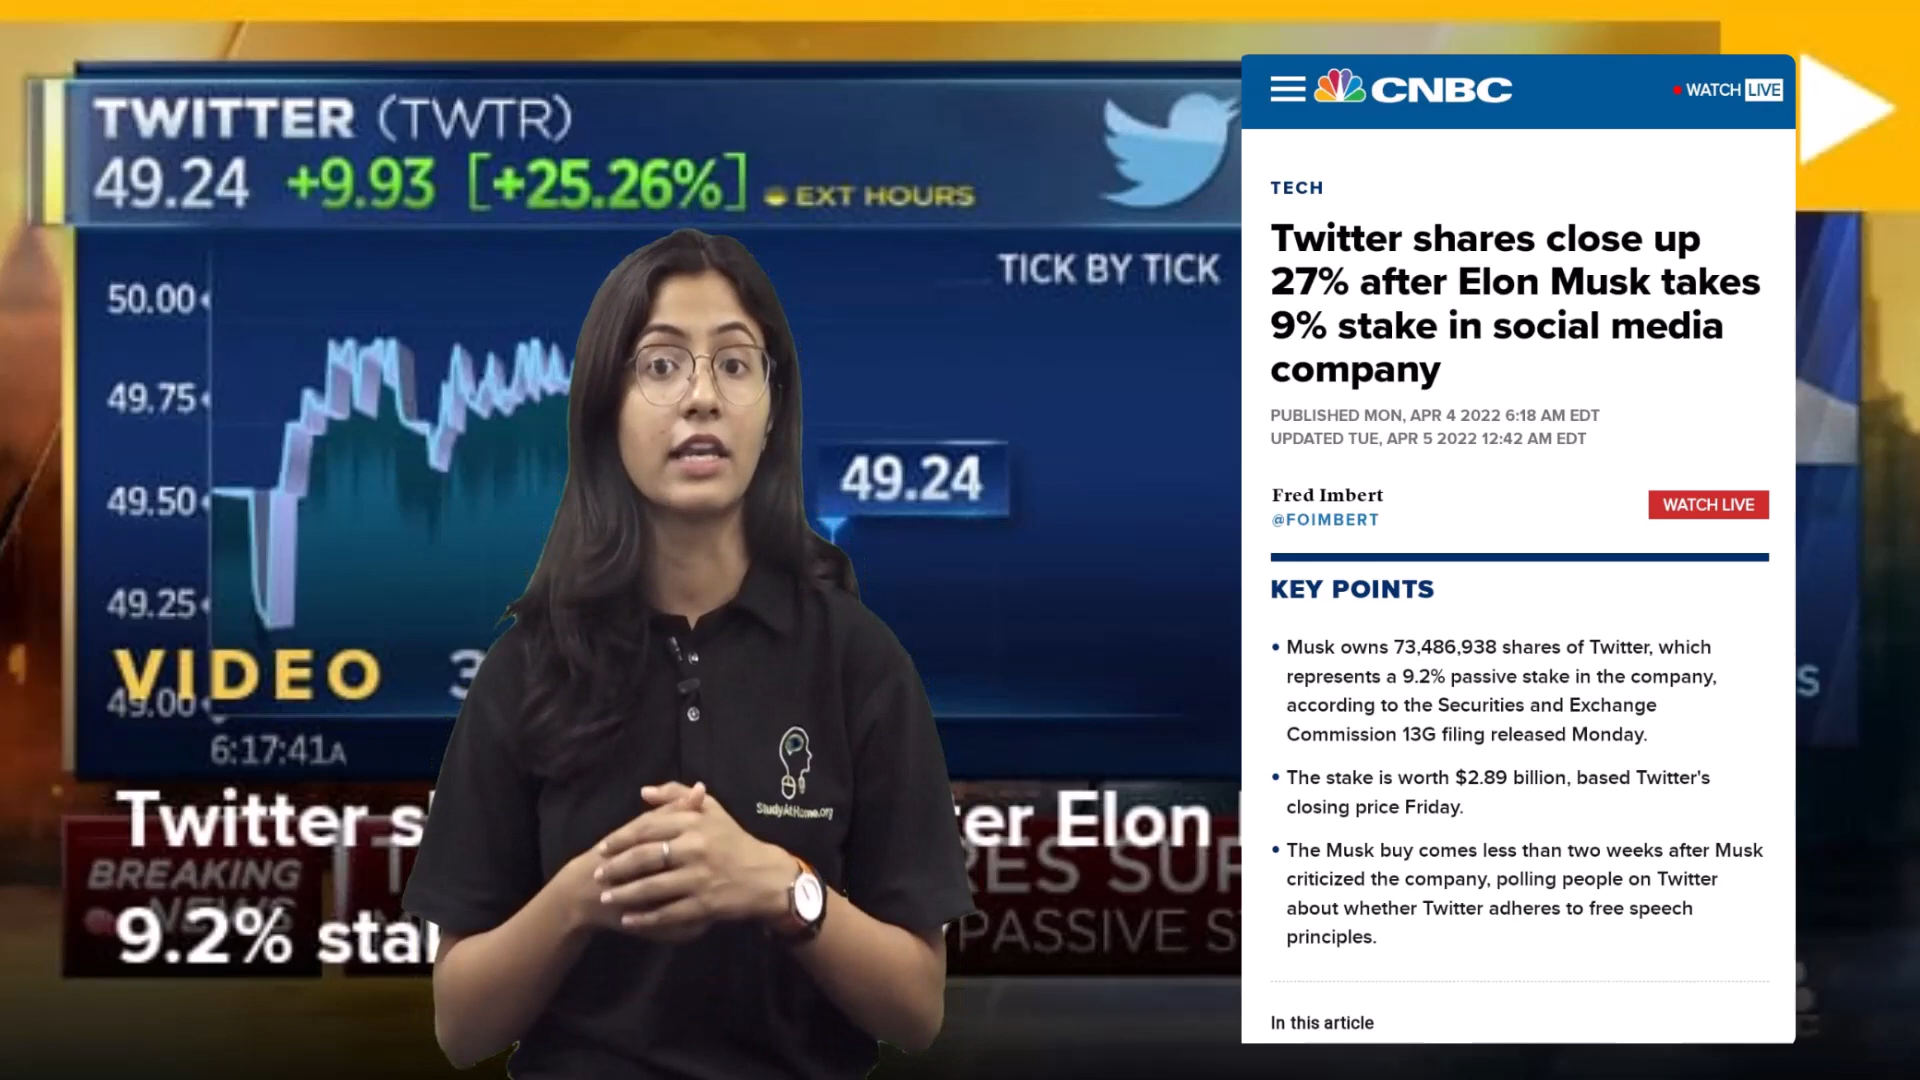 TWITTER (TWTR)
49.24 +9.93 [+25.26%] EXT HOURS
TICK BY TICK
50.00
49.75
49.50
49.25
49.00
49.24
VIDEO
6:17:41A
Twitter s
er Elon
BREAKING
NEWS
RES SUR
9.2% sta
PASSIVE S
StudyAtHome.org
CNBC
WATCH LIVE
TECH
Twitter shares close up
27% after Elon Musk takes
9% stake in social media
company
PUBLISHED MON, APR 4 2022 6:18 AM EDT
UPDATED TUE, APR 5 2022 12:42 AM EDT
Fred Imbert
@FOIMBERT
WATCH LIVE
KEY POINTS
• Musk owns 73,486,938 shares of Twitter, which
represents a 9.2% passive stake in the company,
according to the Securities and Exchange
Commission 13G filing released Monday.
• The stake is worth $2.89 billion, based Twitter's
closing price Friday.
• The Musk buy comes less than two weeks after Musk
criticized the company, polling people on Twitter
about whether Twitter adheres to free speech
principles.
In this article